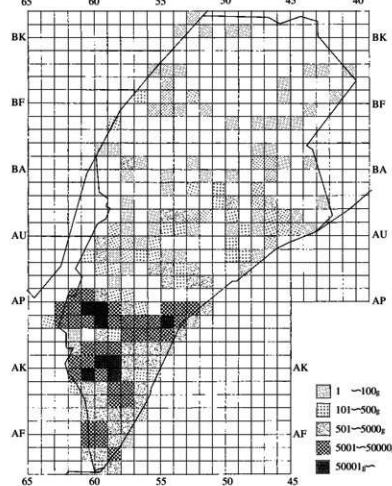 65 60 55 50 45 40
BK BK
BF BF
BA BA
AU AU
AP AP
AK AK
AF AF
65 60 55 50 45
1 ~100g
101~500g
501~5000g
5001~50000g
50001g~